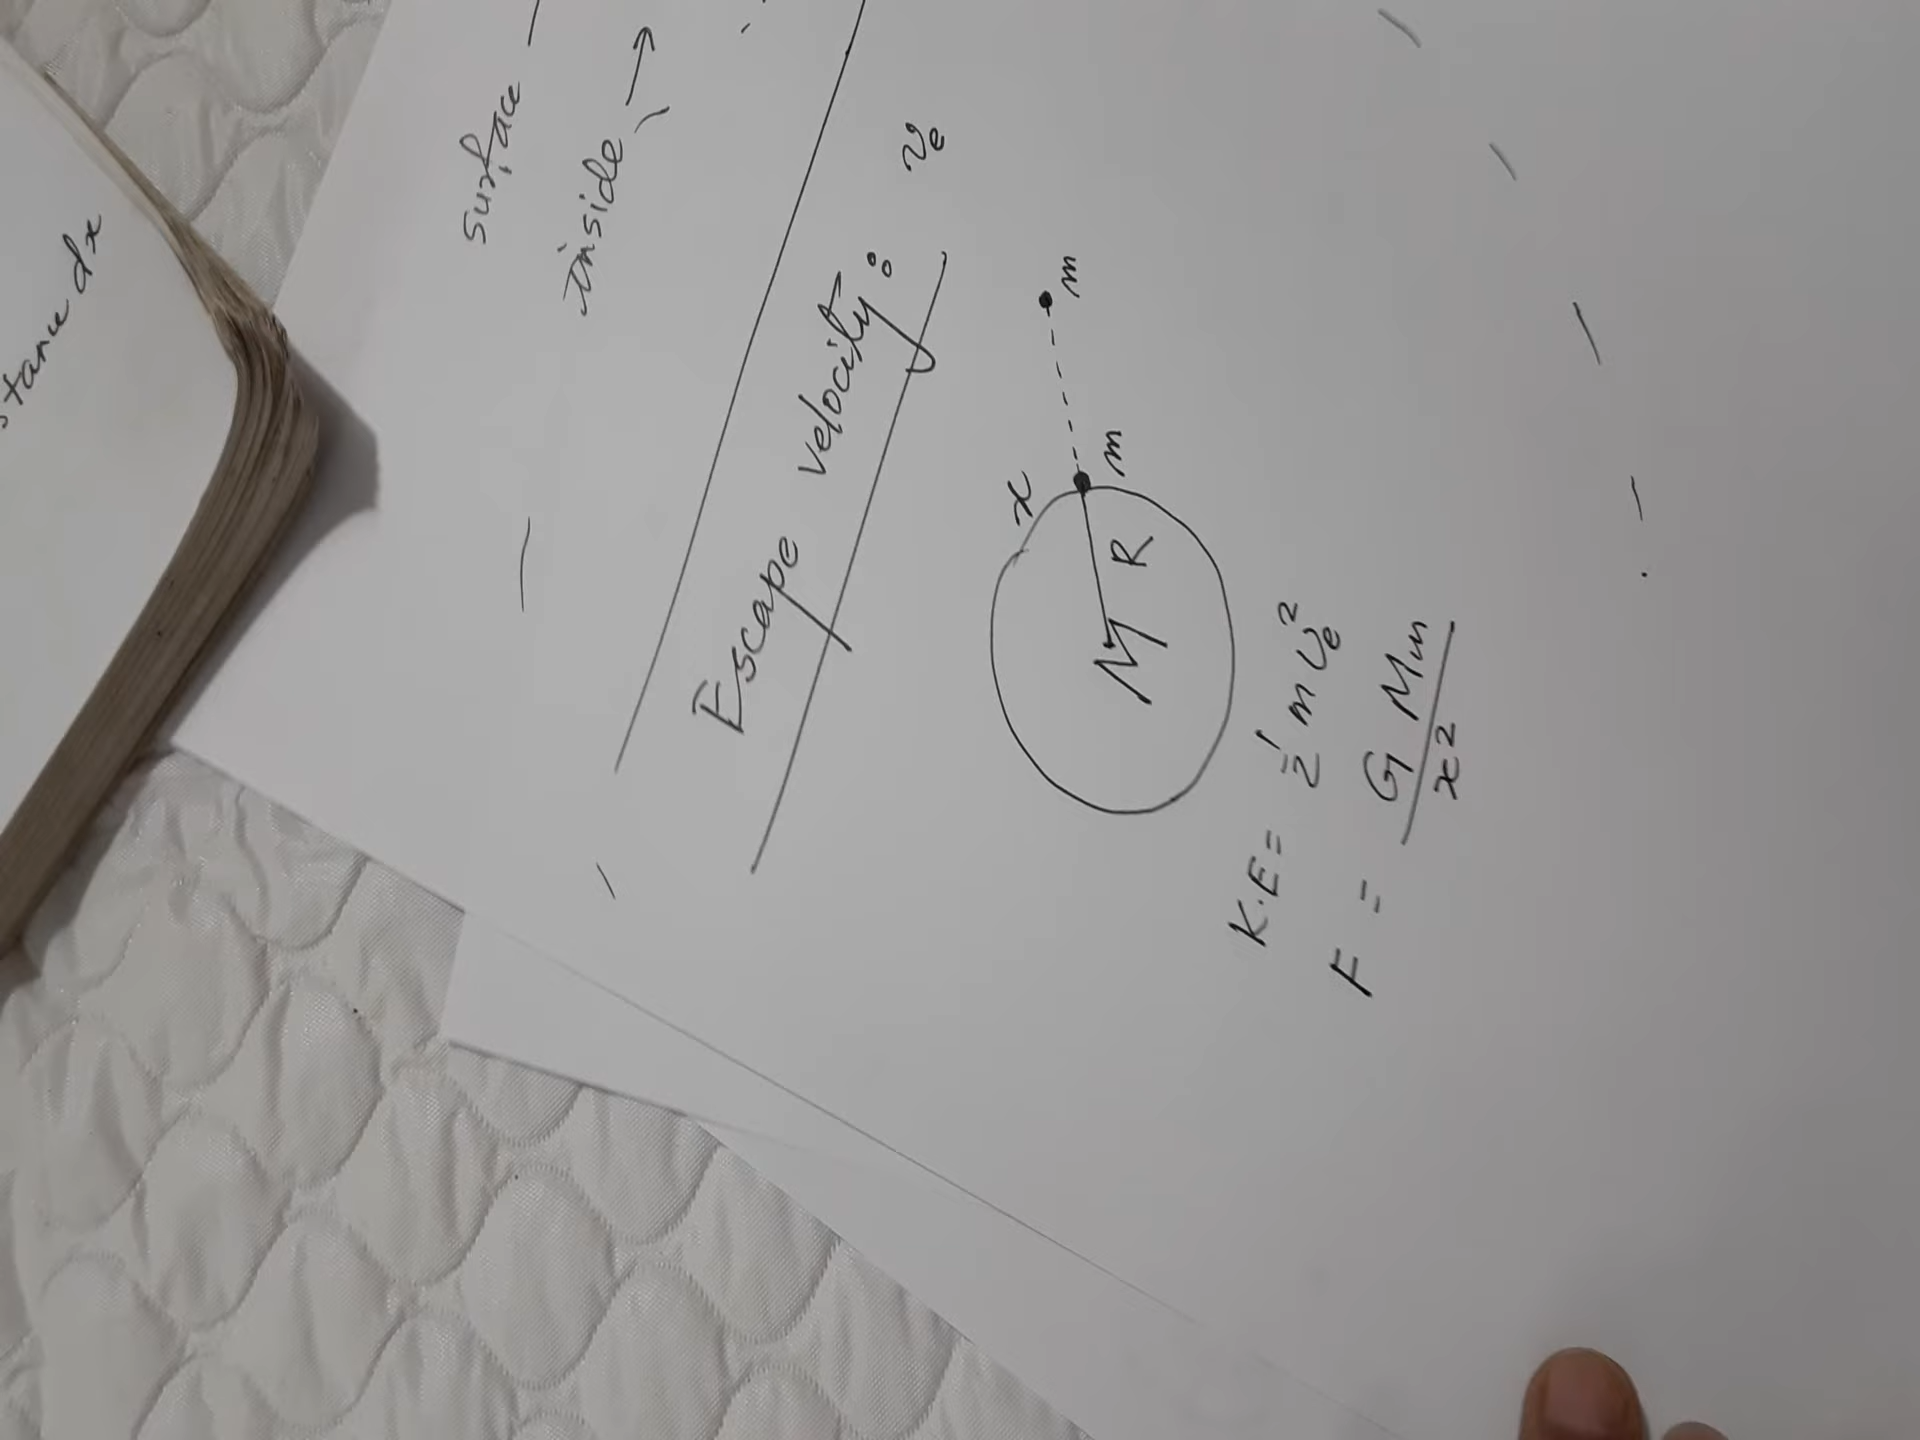 stance dx
surface
inside →
Escape velocity: vₑ
x
m
m
M R
K.E = 1/2 m vₑ²
F = G Mm / x²